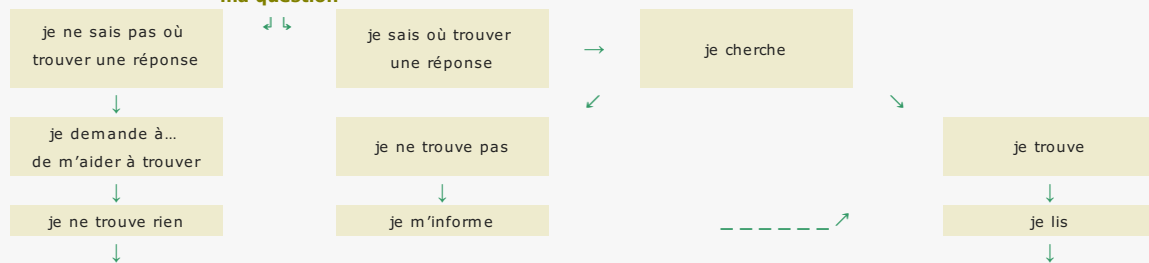 ma question
je ne sais pas où
trouver une réponse
je sais où trouver
une réponse
je cherche
je demande à...
de m'aider à trouver
je ne trouve pas
je trouve
je ne trouve rien
je m'informe
je lis